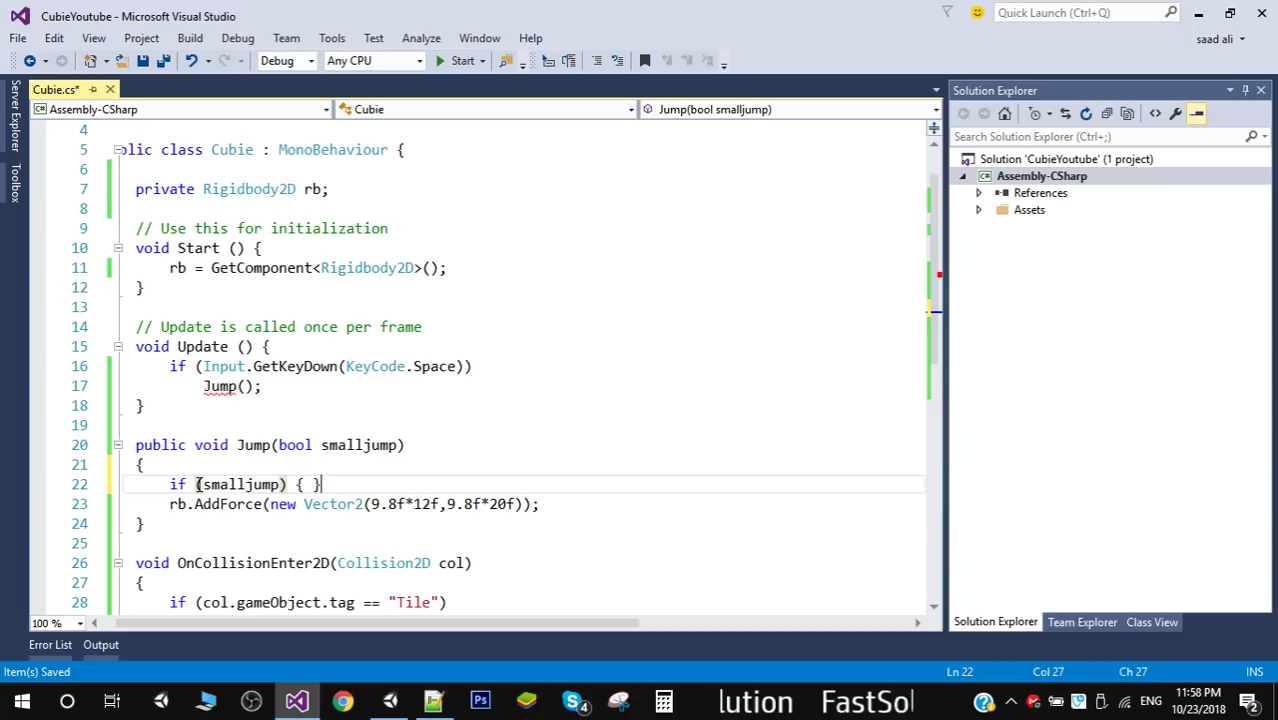 CubieYoutube - Microsoft Visual Studio
Quick Launch (Ctrl+Q)
File Edit View Project Build Debug Team Tools Test Analyze Window Help
saad ali
Debug Any CPU Start
Server Explorer
Toolbox
Cubie.cs*
Assembly-CSharp Cubie Jump(bool smalljump)
4
5 blic class Cubie : MonoBehaviour {
6
7 private Rigidbody2D rb;
8
9 // Use this for initialization
10 void Start () {
11 rb = GetComponent<Rigidbody2D>();
12 }
13
14 // Update is called once per frame
15 void Update () {
16 if (Input.GetKeyDown(KeyCode.Space))
17 Jump();
18 }
19
20 public void Jump(bool smalljump)
21 {
22 if (smalljump) { }
23 rb.AddForce(new Vector2(9.8f*12f,9.8f*20f));
24 }
25
26 void OnCollisionEnter2D(Collision2D col)
27 {
28 if (col.gameObject.tag == "Tile")
100 %
Solution Explorer
Search Solution Explorer (Ctrl+;)
Solution 'CubieYoutube' (1 project)
Assembly-CSharp
References
Assets
Solution Explorer Team Explorer Class View
Error List Output
Item(s) Saved Ln 22 Col 27 Ch 27 INS
Ps 4 lution FastSol ENG 11:58 PM
10/23/2018 2